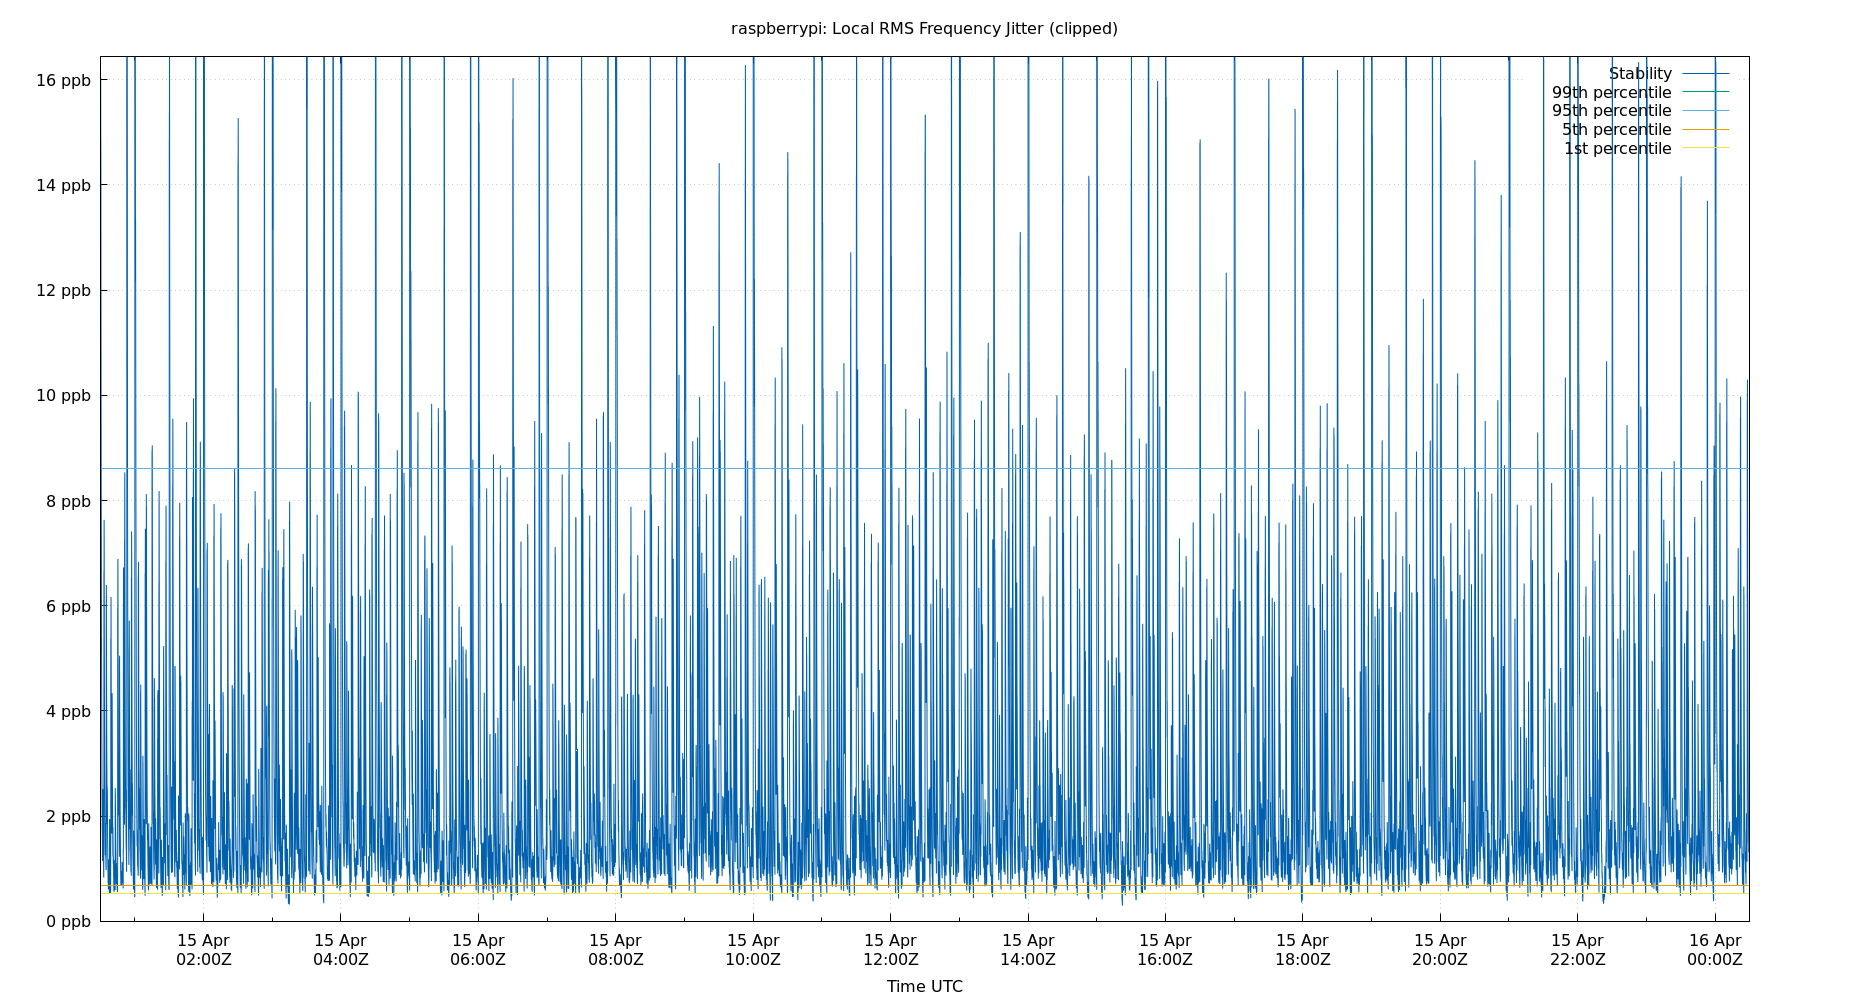 raspberrypi: Local RMS Frequency Jitter (clipped)
16 ppb
14 ppb
12 ppb
10 ppb
8 ppb
6 ppb
4 ppb
2 ppb
0 ppb
Stability
99th percentile
95th percentile
5th percentile
1st percentile
15 Apr 15 Apr 15 Apr 15 Apr 15 Apr 15 Apr 15 Apr 15 Apr 15 Apr 15 Apr 15 Apr 16 Apr
02:00Z 04:00Z 06:00Z 08:00Z 10:00Z 12:00Z 14:00Z 16:00Z 18:00Z 20:00Z 22:00Z 00:00Z
Time UTC